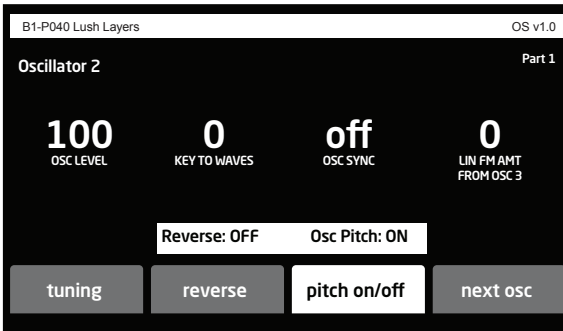 B1-P040 Lush Layers OS v1.0
Oscillator 2 Part 1
100 0 off 0
OSC LEVEL KEY TO WAVES OSC SYNC LIN FM AMT
FROM OSC 3
Reverse: OFF Osc Pitch: ON
tuning reverse pitch on/off next osc